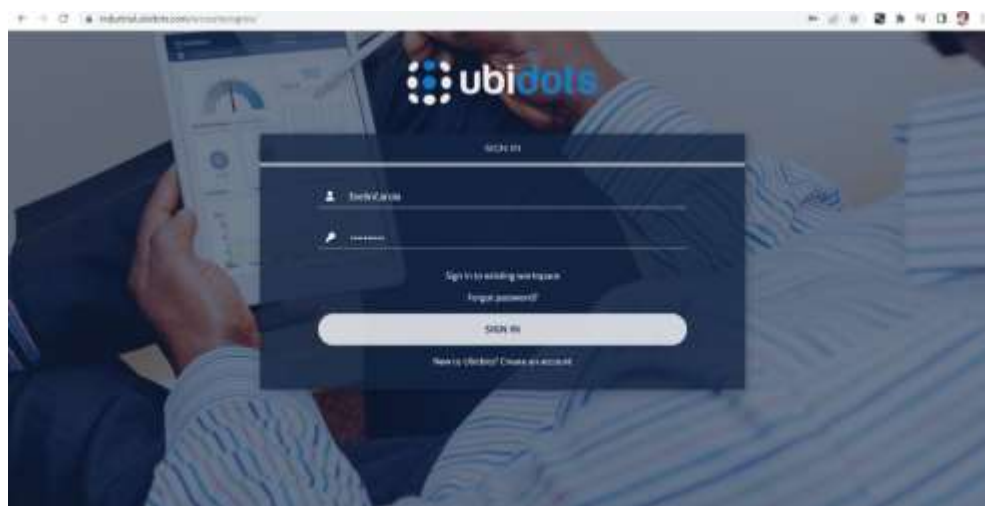 ubidots
SIGN IN
Sign in to existing workspace
Forgot password?
SIGN IN
New to Ubidots? Create an account